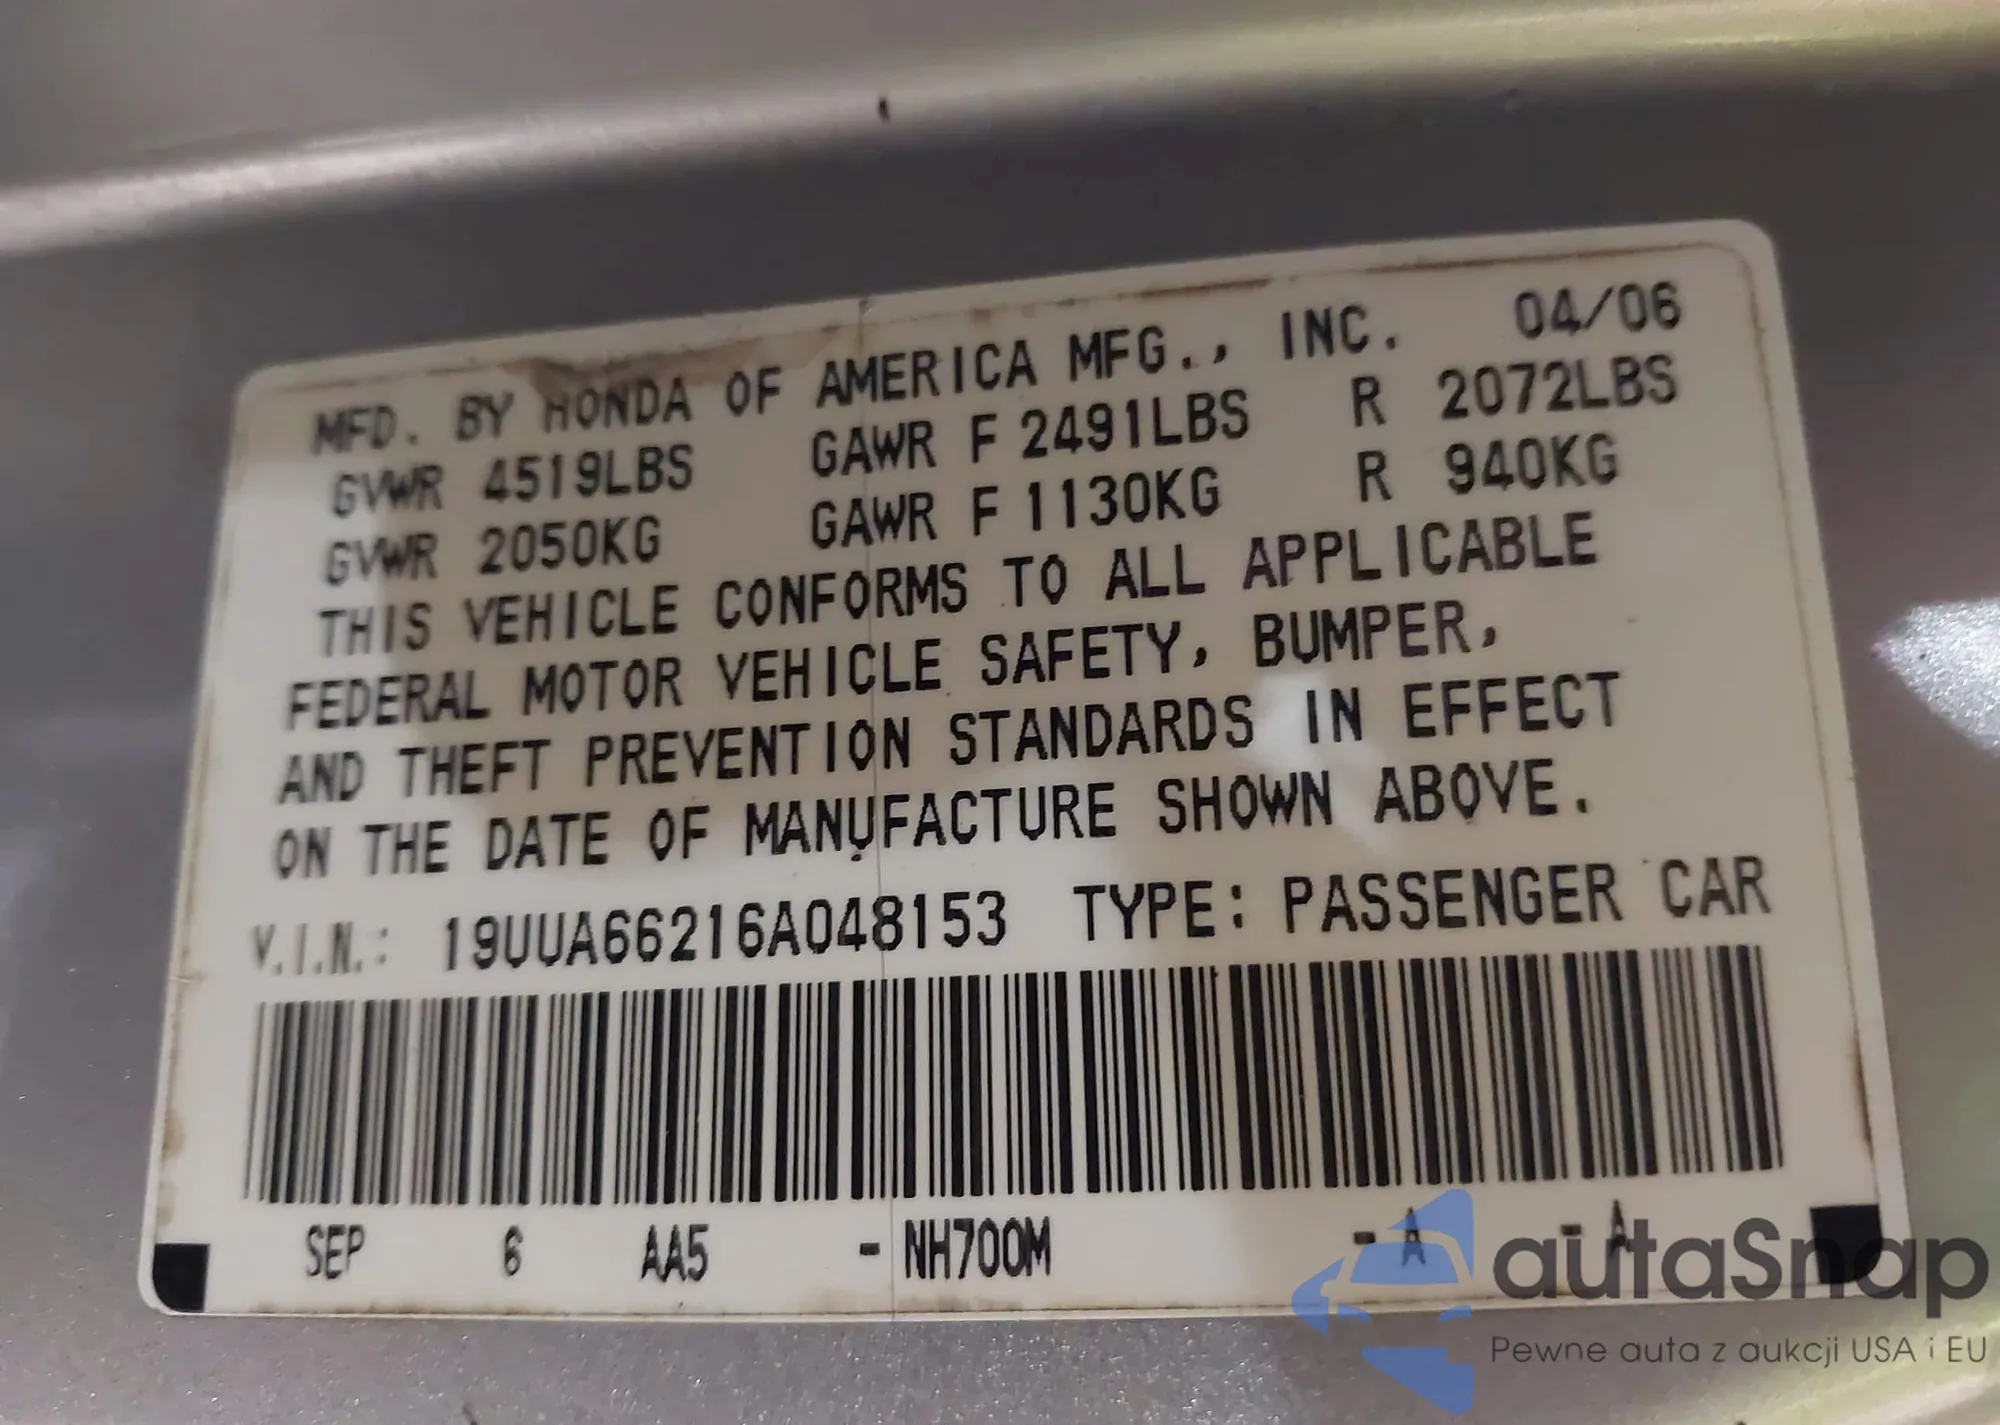 MFD. BY HONDA OF AMERICA MFG., INC. 04/06
GVWR 4519LBS GAWR F 2491LBS R 2072LBS
GVWR 2050KG GAWR F 1130KG R 940KG
THIS VEHICLE CONFORMS TO ALL APPLICABLE
FEDERAL MOTOR VEHICLE SAFETY, BUMPER,
AND THEFT PREVENTION STANDARDS IN EFFECT
ON THE DATE OF MANUFACTURE SHOWN ABOVE.
V.I.N.: 19UUA66216A048153 TYPE: PASSENGER CAR
SEP 6 AA5 - NH700M - A - A
autaSnap
Pewne auta z aukcji USA i EU